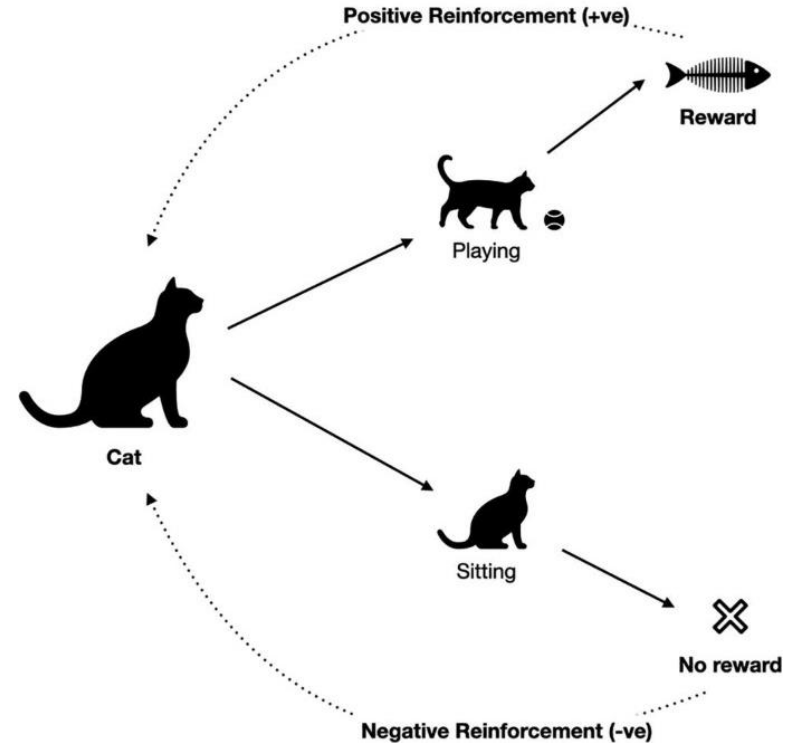 Positive Reinforcement (+ve)
Reward
Playing
Cat
Sitting
No reward
Negative Reinforcement (-ve)